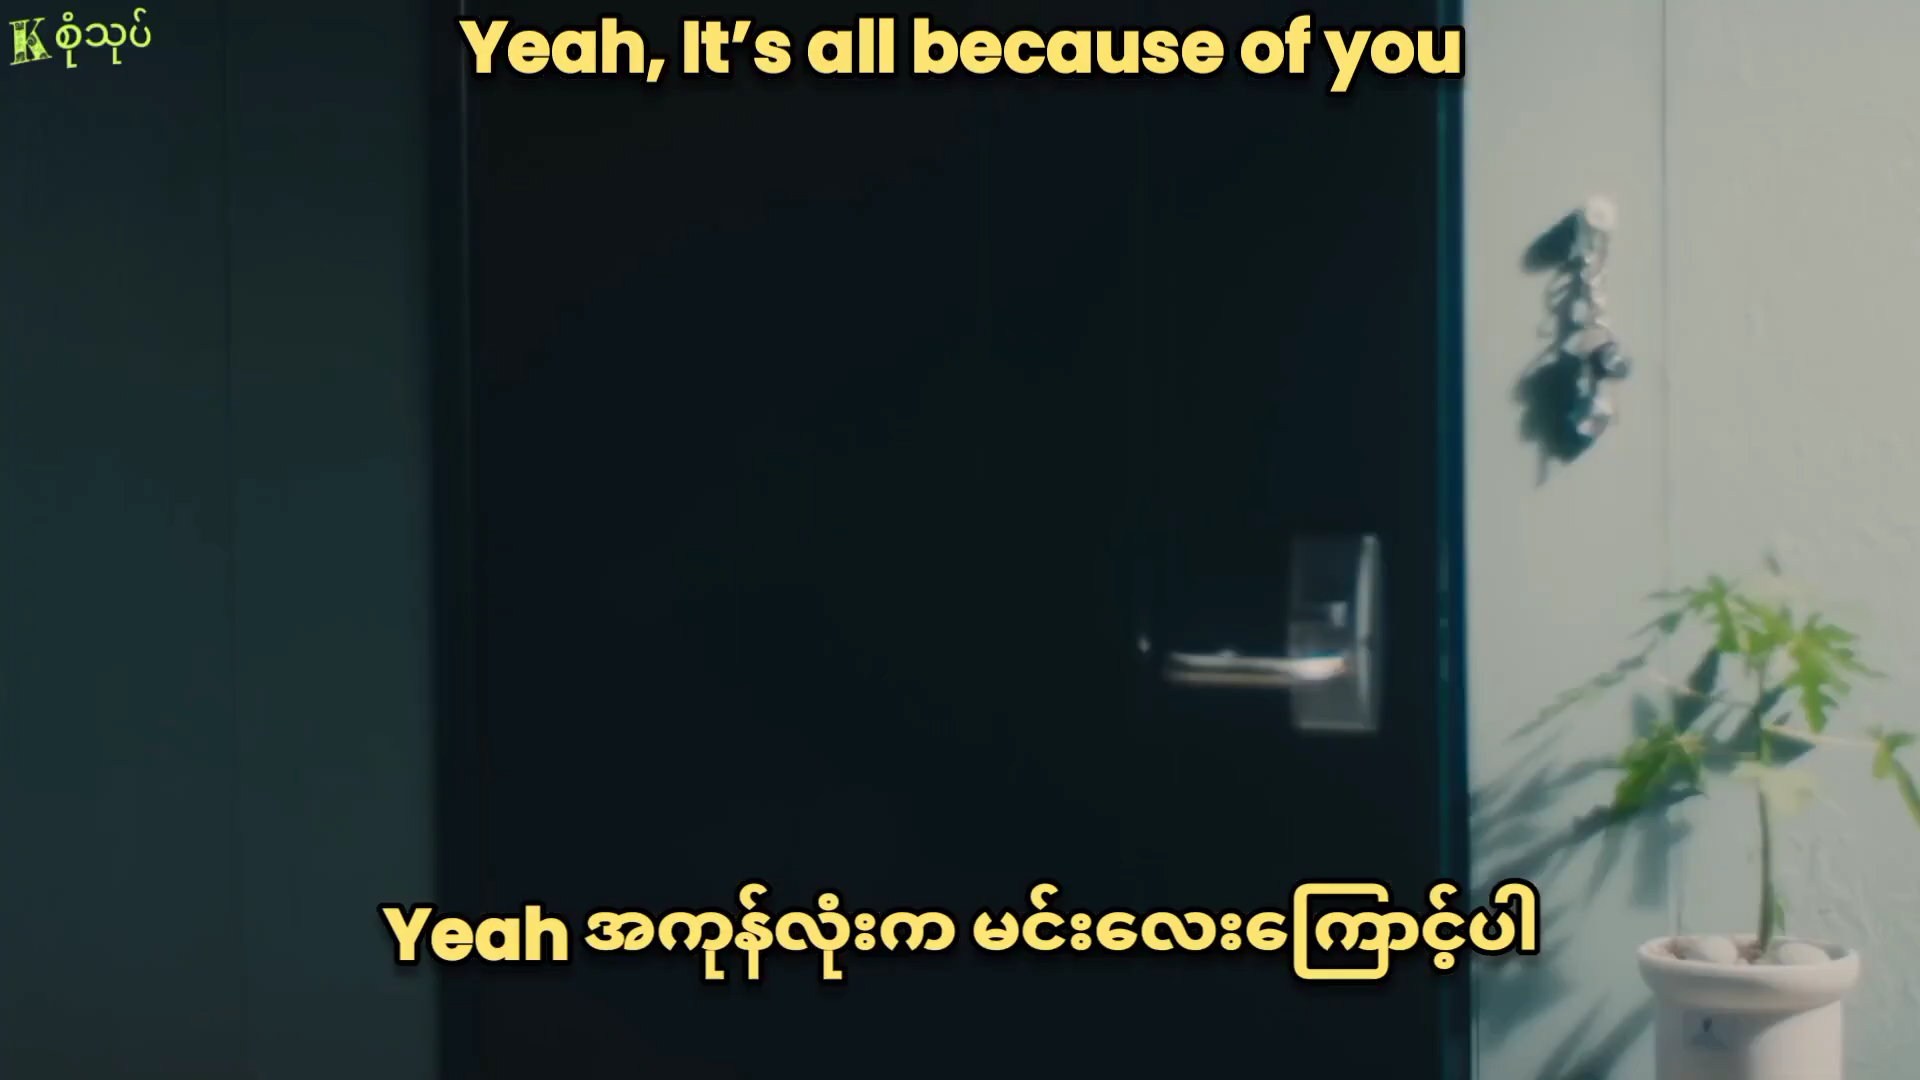 K စုံသုပ်
Yeah, It’s all because of you
Yeah အကုန်လုံးက မင်းလေးကြောင့်ပါ